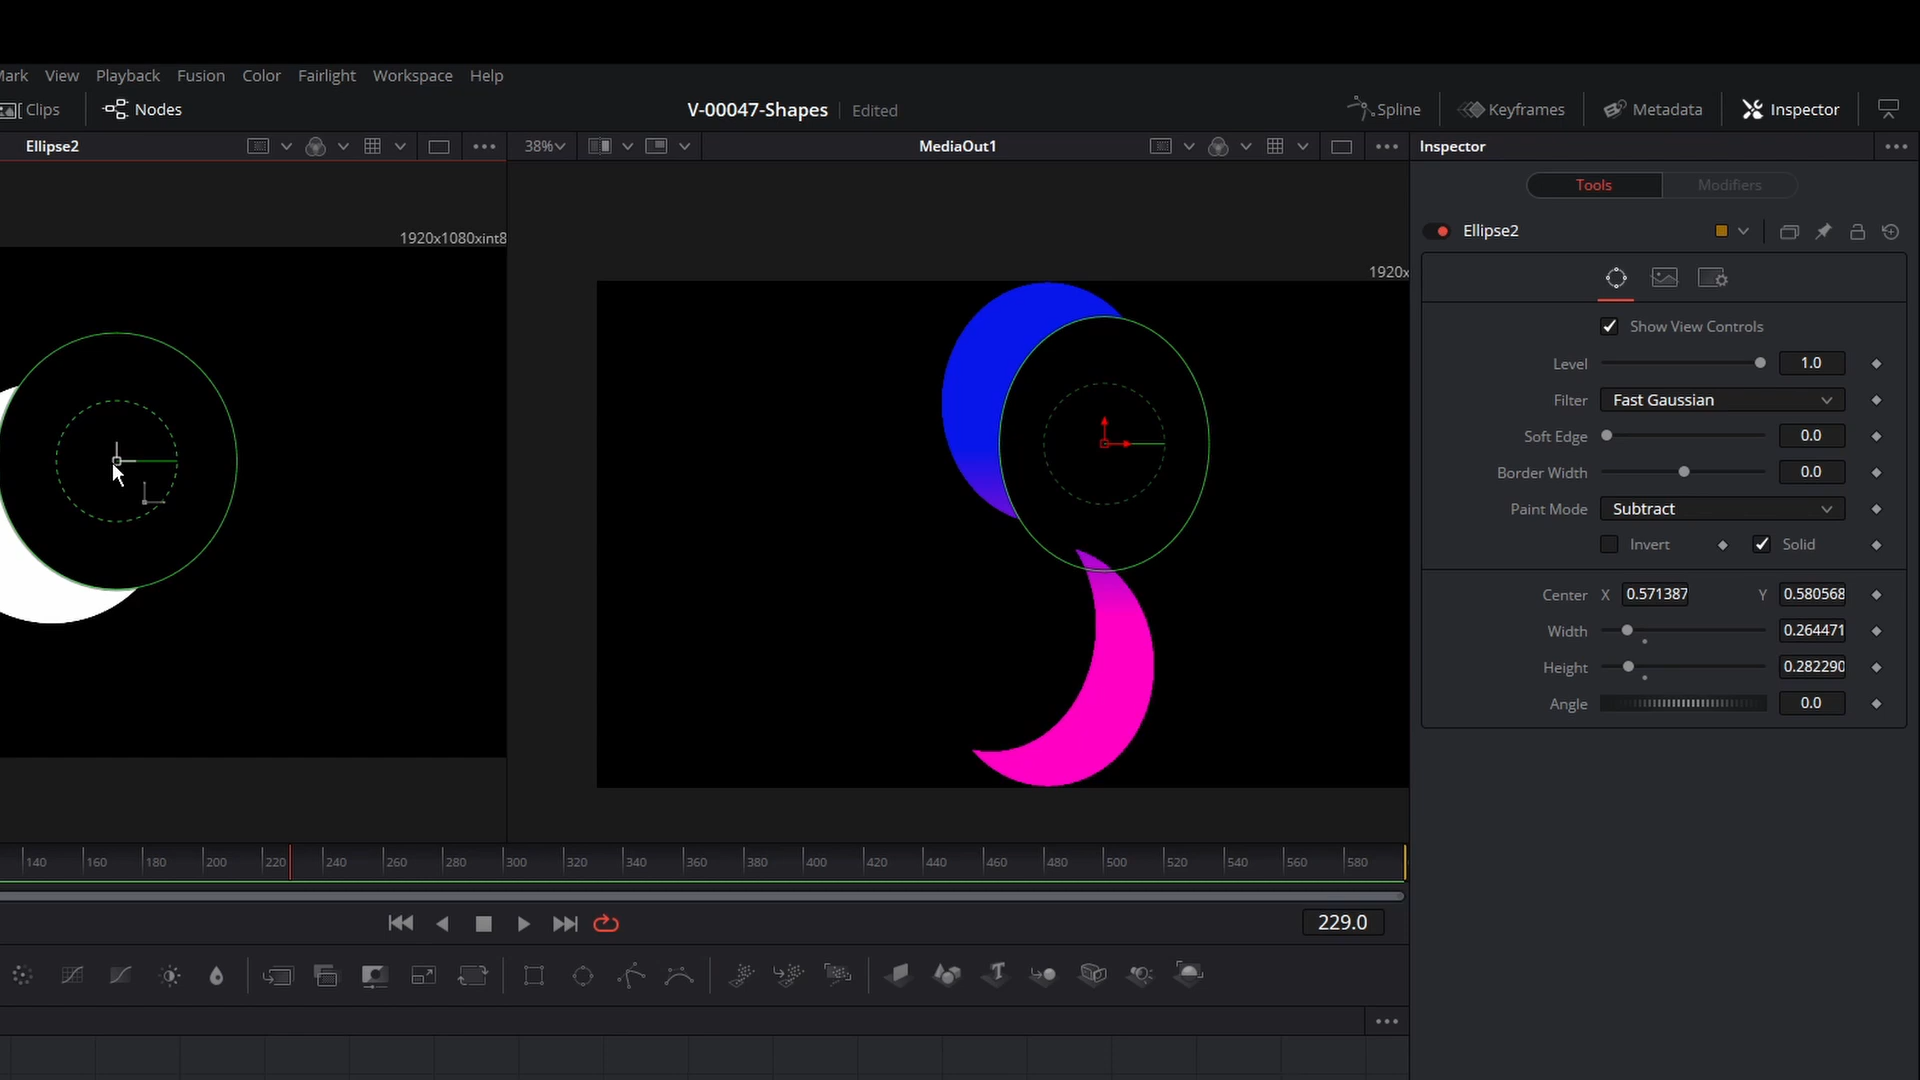 Mark View Playback Fusion Color Fairlight Workspace Help
Clips Nodes V-00047-Shapes Edited Spline Keyframes Metadata Inspector
Ellipse2 38% MediaOut1 Inspector
Tools Modifiers
Ellipse2
1920x1080xint8
1920x
Show View Controls
Level 1.0
Filter Fast Gaussian
Soft Edge 0.0
Border Width 0.0
Paint Mode Subtract
Invert Solid
Center X 0.571387 Y 0.580568
Width 0.264471
Height 0.282290
Angle 0.0
140 160 180 200 220 240 260 280 300 320 340 360 380 400 420 440 460 480 500 520 540 560 580
229.0